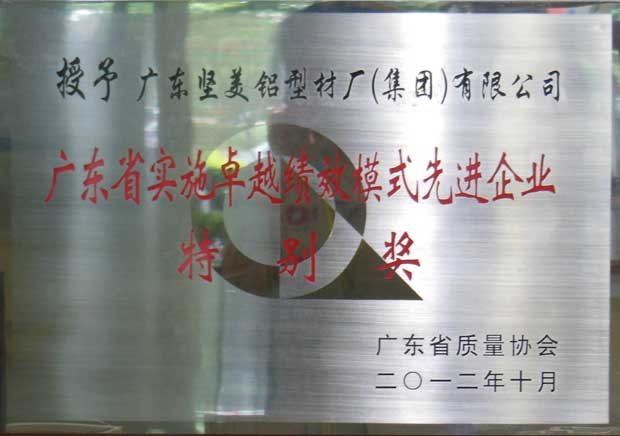 授予 广东坚美铝型材厂(集团)有限公司
广东省实施卓越绩效模式先进企业
特别奖
广东省质量协会
二〇一二年十月